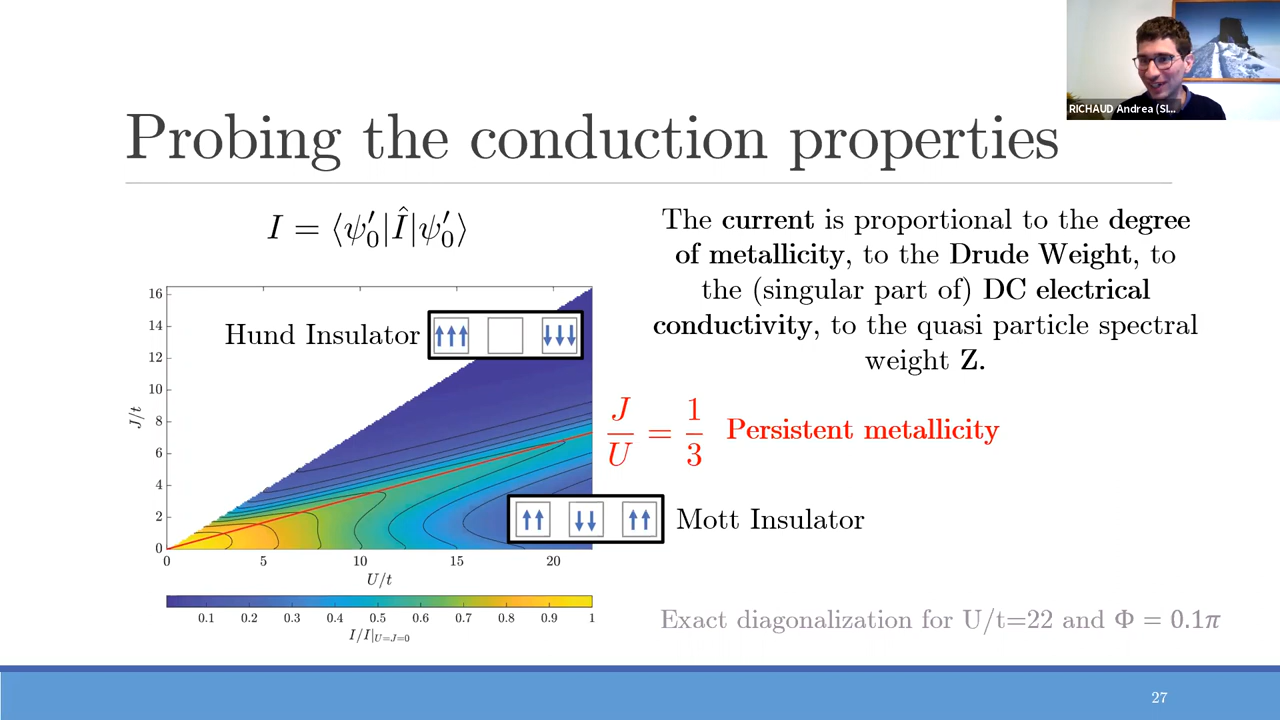 RICHAUD Andrea (SI...
Probing the conduction properties
I = ⟨ψ′₀|Î|ψ′₀⟩
The current is proportional to the degree
of metallicity, to the Drude Weight, to
the (singular part of) DC electrical
conductivity, to the quasi particle spectral
weight Z.
16
14
12
10
8
6
4
2
0
J/t
Hund Insulator
J/U = 1/3 Persistent metallicity
Mott Insulator
0 5 10 15 20
U/t
0.1 0.2 0.3 0.4 0.5 0.6 0.7 0.8 0.9 1
I/I|U=J=0
Exact diagonalization for U/t=22 and Φ = 0.1π
27